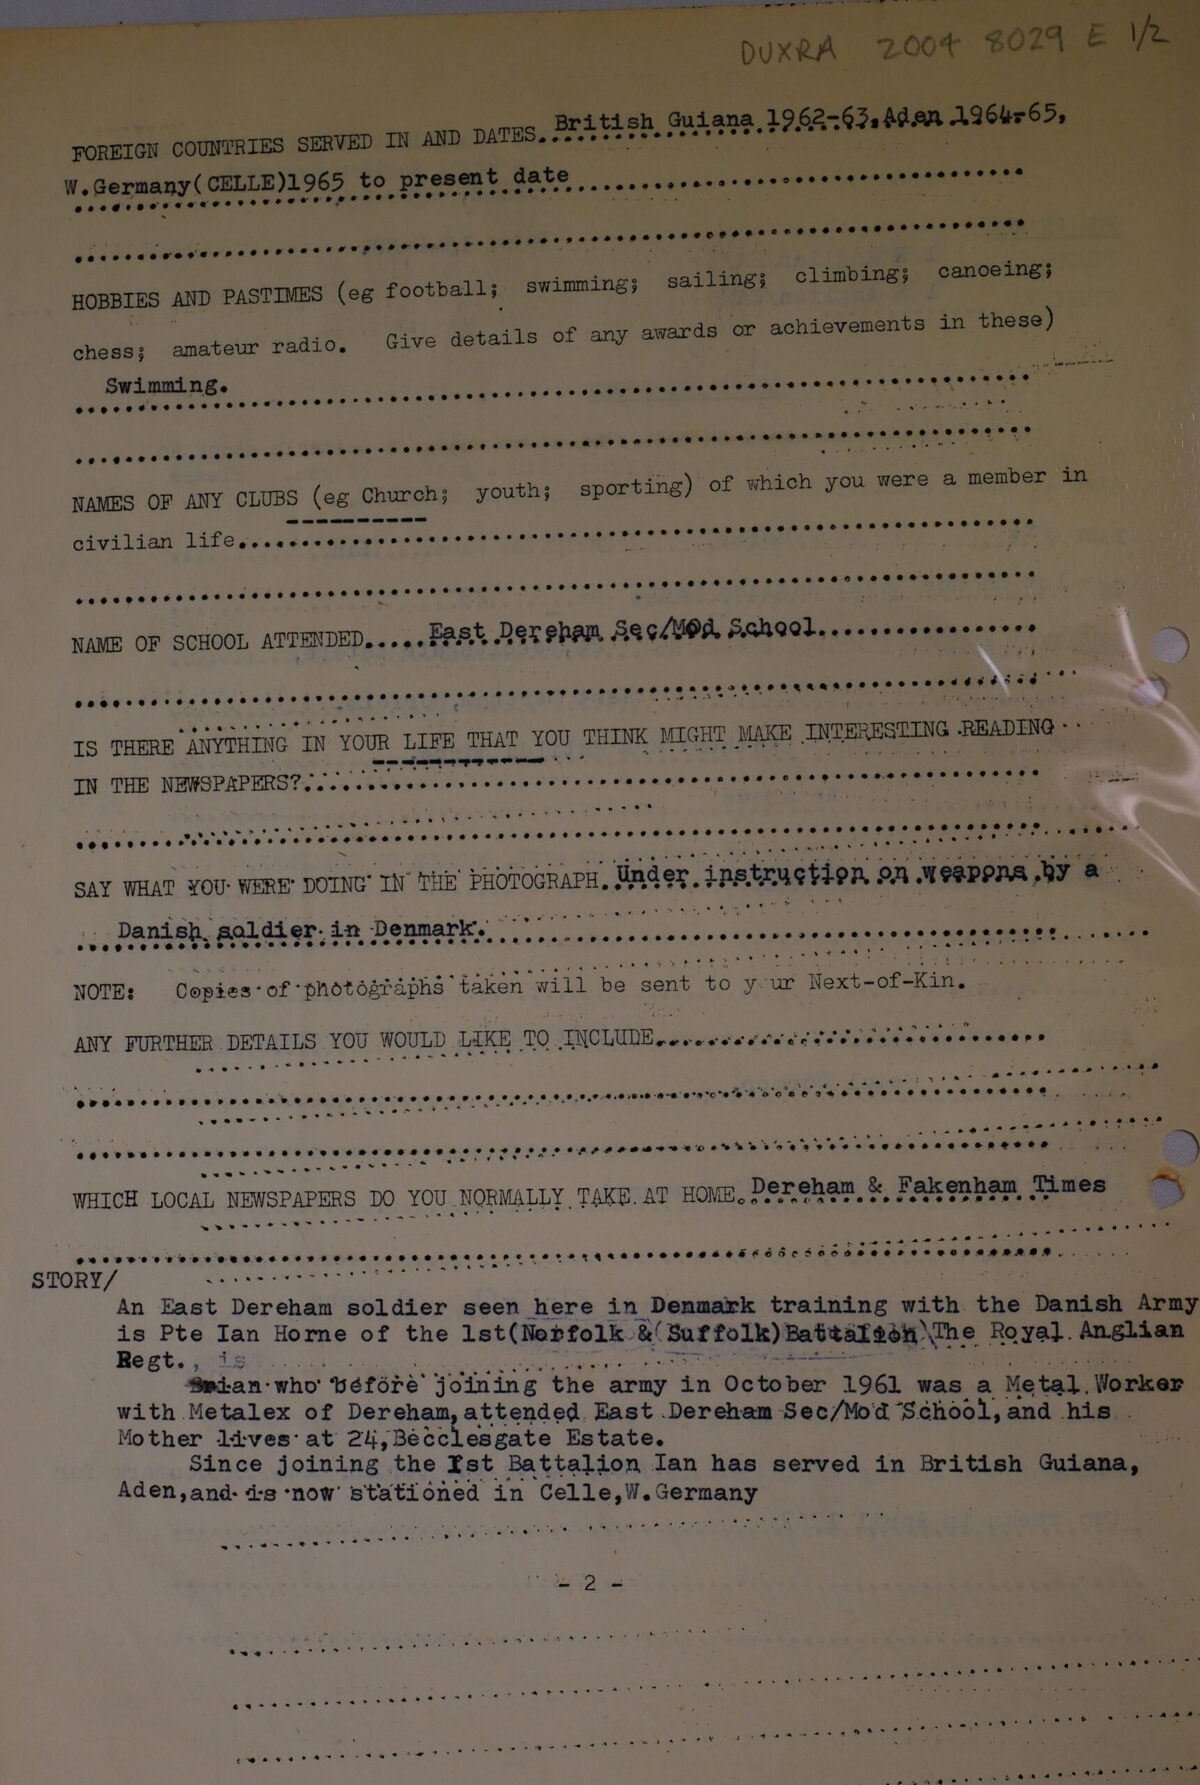 DUXRA 2004 8029 E 1/2
FOREIGN COUNTRIES SERVED IN AND DATES. British Guiana 1962-63, Aden 1964-65,
W.Germany(CELLE)1965 to present date
HOBBIES AND PASTIMES (eg football; swimming; sailing; climbing; canoeing;
chess; amateur radio. Give details of any awards or achievements in these)
Swimming.
NAMES OF ANY CLUBS (eg Church; youth; sporting) of which you were a member in
civilian life
NAME OF SCHOOL ATTENDED..... East Dereham Sec/MOd School
IS THERE ANYTHING IN YOUR LIFE THAT YOU THINK MIGHT MAKE INTERESTING READING
IN THE NEWSPAPERS?
SAY WHAT YOU WERE DOING IN THE PHOTOGRAPH. Under instruction on weapons by a
Danish soldier in Denmark.
NOTE: Copies of photographs taken will be sent to y ur Next-of-Kin.
ANY FURTHER DETAILS YOU WOULD LIKE TO INCLUDE
WHICH LOCAL NEWSPAPERS DO YOU NORMALLY TAKE AT HOME. Dereham & Fakenham Times
STORY/
An East Dereham soldier seen here in Denmark training with the Danish Army
is Pte Ian Horne of the 1st(Norfolk &(Suffolk)Battalion\The Royal Anglian
Regt., is
Ian who before joining the army in October 1961 was a Metal Worker
with Metalex of Dereham, attended East Dereham Sec/Mod School, and his
Mother lives at 24, Becclesgate Estate.
Since joining the 1st Battalion Ian has served in British Guiana,
Aden, and is now stationed in Celle, W.Germany
- 2 -